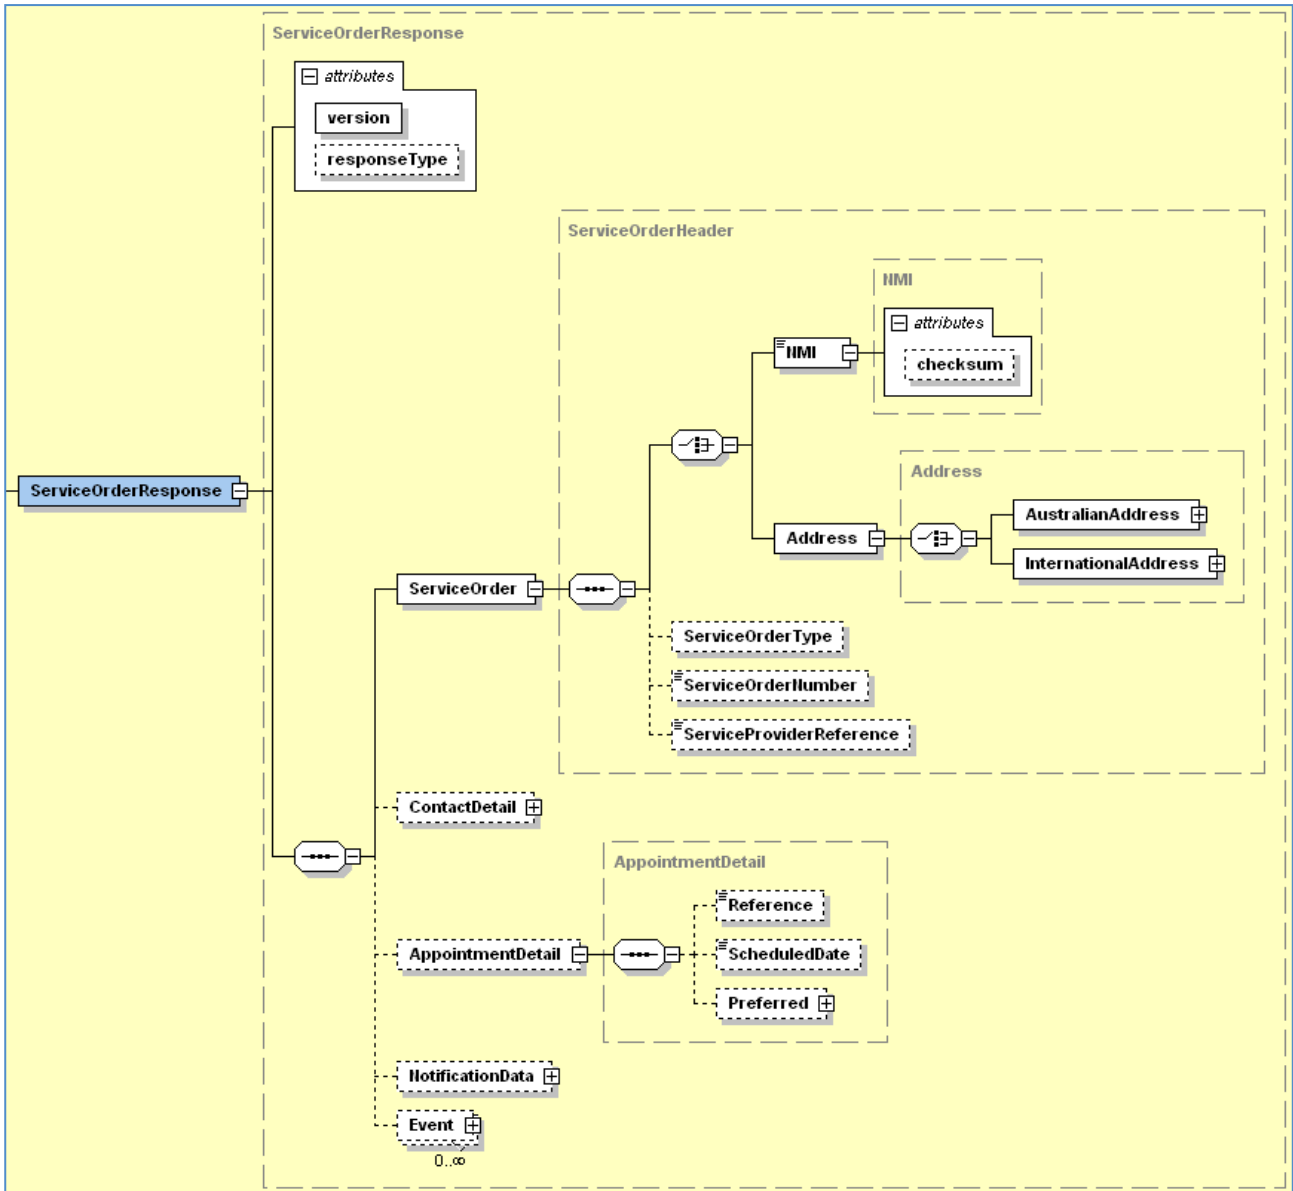 ServiceOrderResponse
attributes
version
responseType
ServiceOrderHeader
NMI
attributes
NMI
checksum
Address
ServiceOrderResponse
AustralianAddress
Address
InternationalAddress
ServiceOrder
ServiceOrderType
ServiceOrderNumber
ServiceProviderReference
ContactDetail
AppointmentDetail
Reference
AppointmentDetail
ScheduledDate
Preferred
NotificationData
Event
0..∞